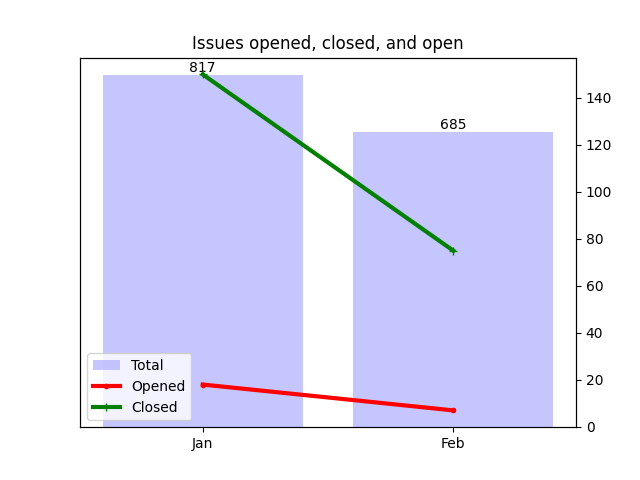 Issues opened, closed, and open
817
685
140
120
100
80
60
40
20
0
Total
Opened
Closed
Jan Feb